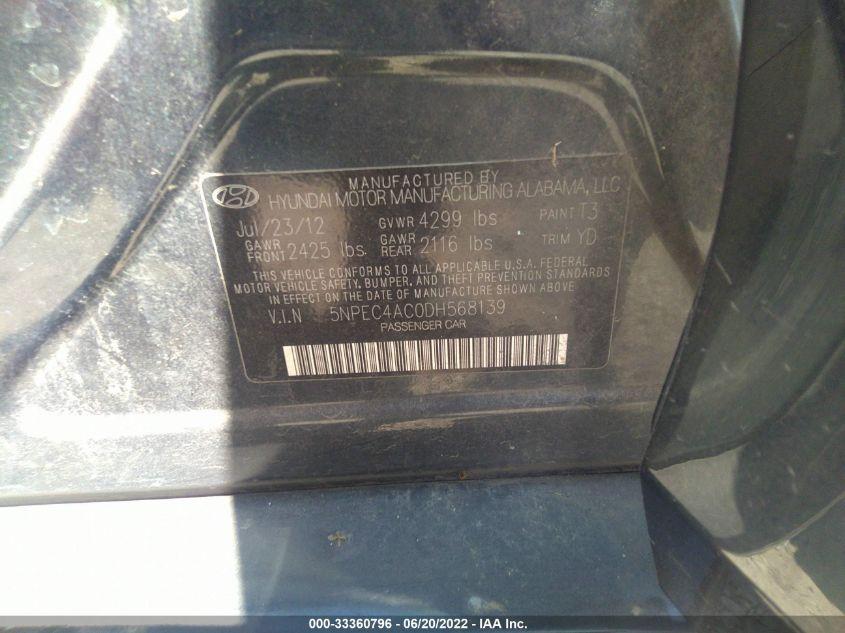 MANUFACTURED BY
HYUNDAI MOTOR MANUFACTURING ALABAMA, LLC
Jul/23/12 GVWR 4299 lbs PAINT T3
GAWR FRONT 2425 lbs. GAWR REAR 2116 lbs TRIM YD
THIS VEHICLE CONFORMS TO ALL APPLICABLE U.S.A. FEDERAL
MOTOR VEHICLE SAFETY, BUMPER, AND THEFT PREVENTION STANDARDS
IN EFFECT ON THE DATE OF MANUFACTURE SHOWN ABOVE
V.I.N 5NPEC4AC0DH568139
PASSENGER CAR
000-33360796 - 06/20/2022 - IAA Inc.